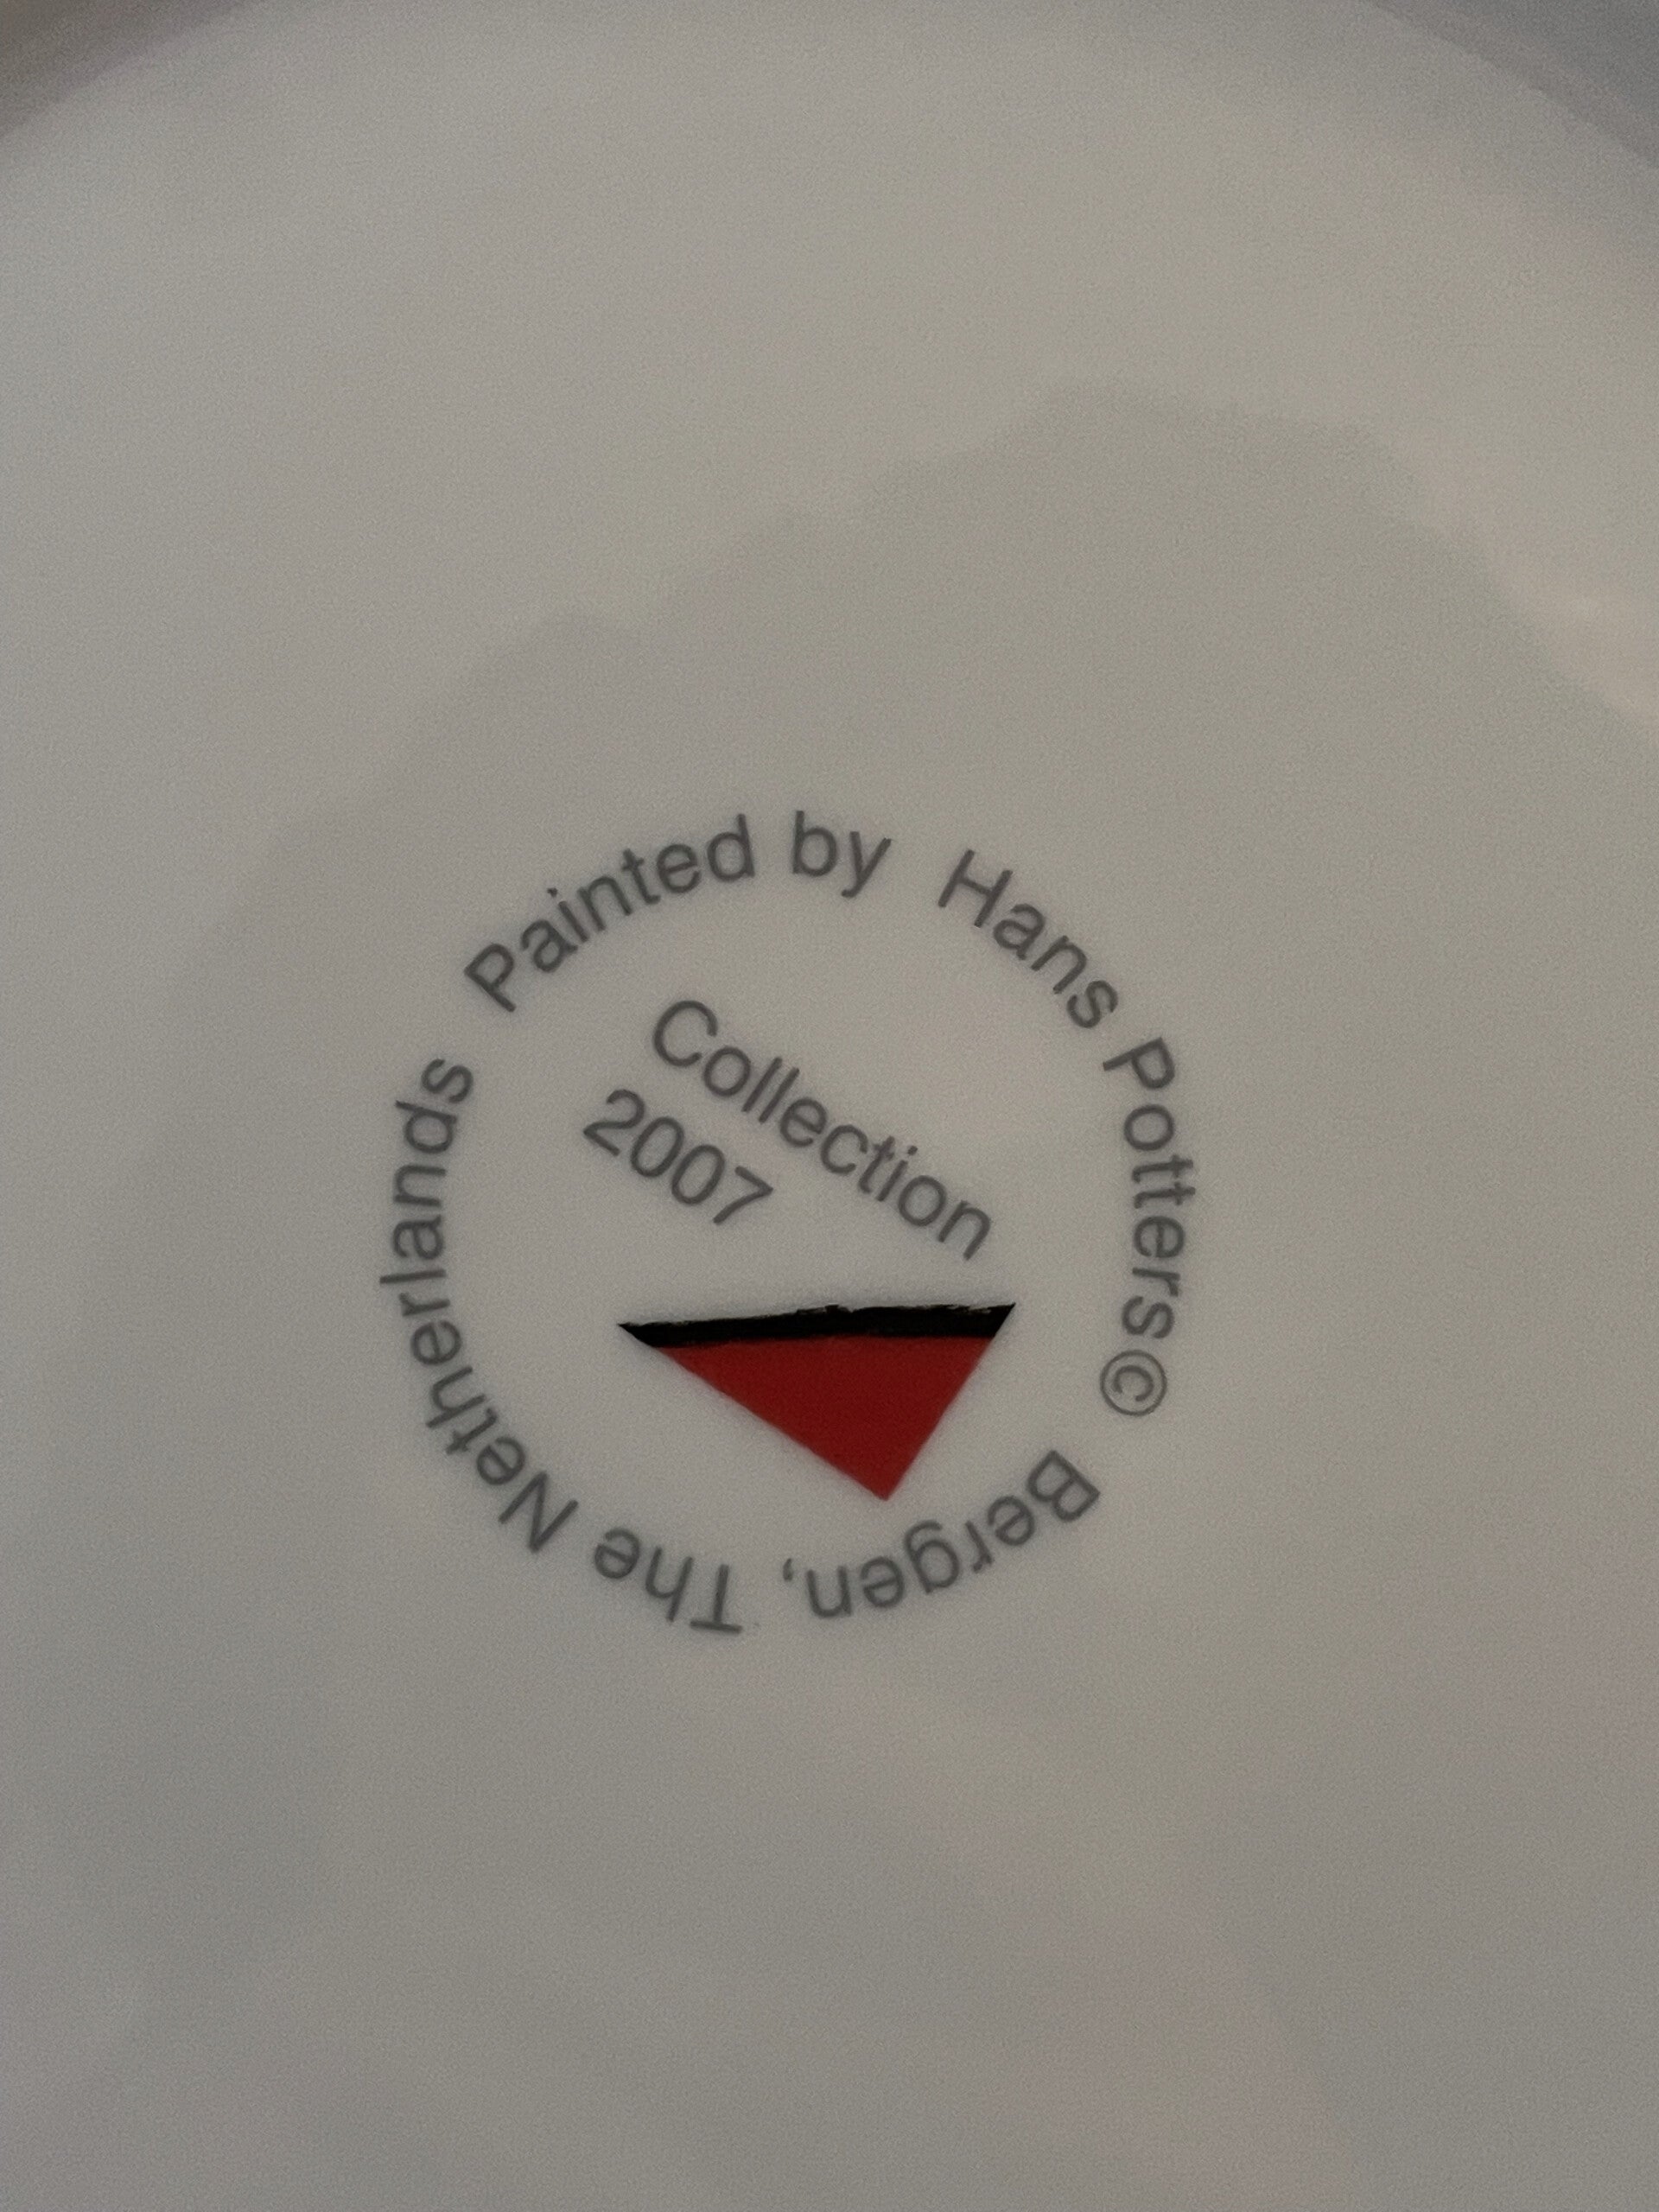 Painted by Hans Potters© Bergen, The Netherlands
Collection
2007